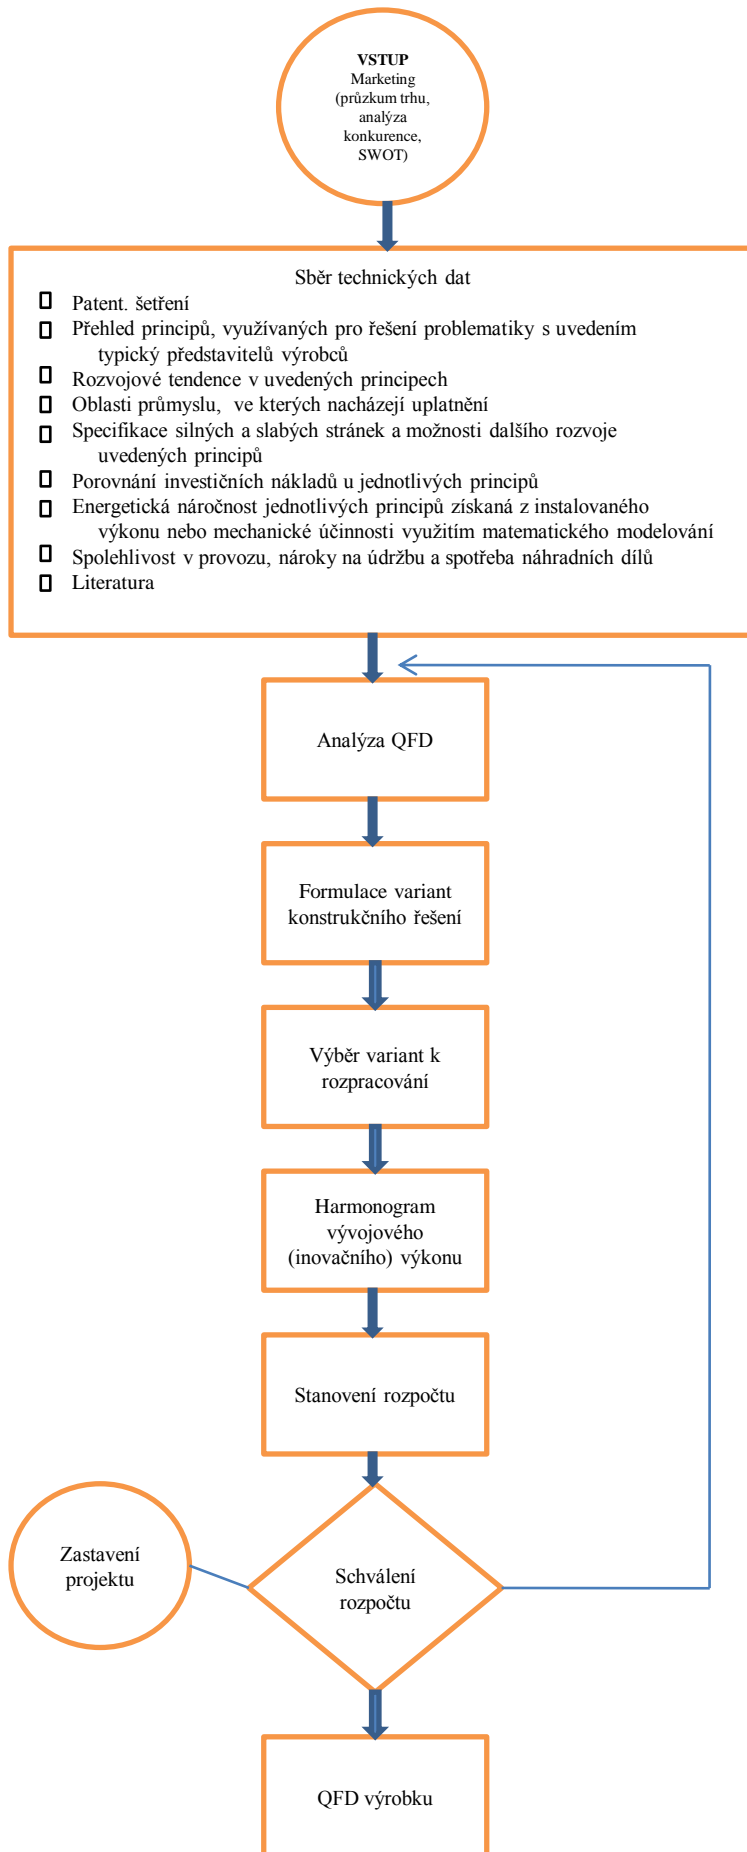 VSTUP
Marketing
(průzkum trhu,
analýza
konkurence,
SWOT)
Sběr technických dat
Patent. šetření
Přehled principů, využívaných pro řešení problematiky s uvedením
typický představitelů výrobců
Rozvojové tendence v uvedených principech
Oblasti průmyslu, ve kterých nacházejí uplatnění
Specifikace silných a slabých stránek a možnosti dalšího rozvoje
uvedených principů
Porovnání investičních nákladů u jednotlivých principů
Energetická náročnost jednotlivých principů získaná z instalovaného
výkonu nebo mechanické účinnosti využitím matematického modelování
Spolehlivost v provozu, nároky na údržbu a spotřeba náhradních dílů
Literatura
Analýza QFD
Formulace variant
konstrukčního řešení
Výběr variant k
rozpracování
Harmonogram
vývojového
(inovačního) výkonu
Stanovení rozpočtu
Zastavení
projektu
Schválení
rozpočtu
QFD výrobku